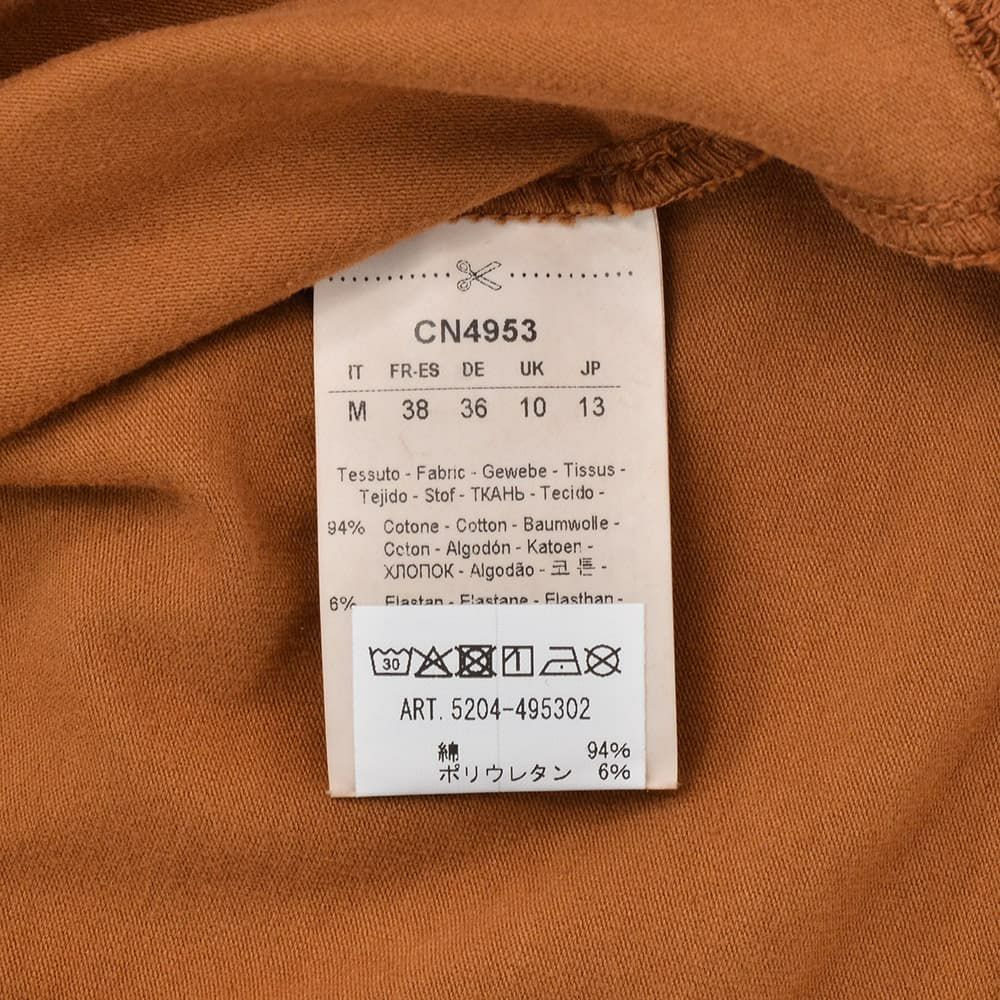 CN4953
IT FR-ES DE UK JP
M 38 36 10 13
Tessuto - Fabric - Gewebe - Tissus -
Tejido - Stof - ТКАНЬ - Tecido -
94% Cotone - Cotton - Baumwolle -
Coton - Algodón - Katoen -
ХЛОПОК - Algodão - 코튼 -
6% Elastan - Elastane - Elasthan -
30 1
ART. 5204-495302
綿 94%
ポリウレタン 6%